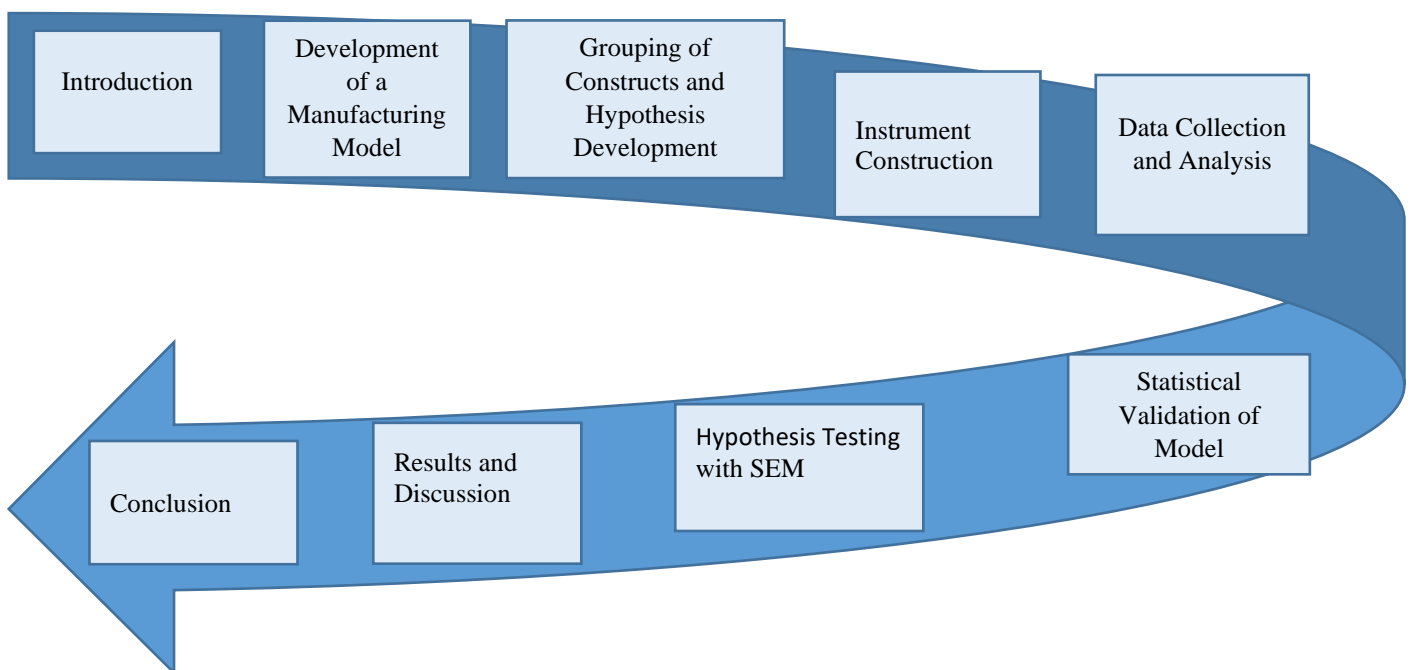 Introduction
Development
of a
Manufacturing
Model
Grouping of
Constructs and
Hypothesis
Development
Instrument
Construction
Data Collection
and Analysis
Statistical
Validation of
Model
Hypothesis Testing
with SEM
Results and
Discussion
Conclusion